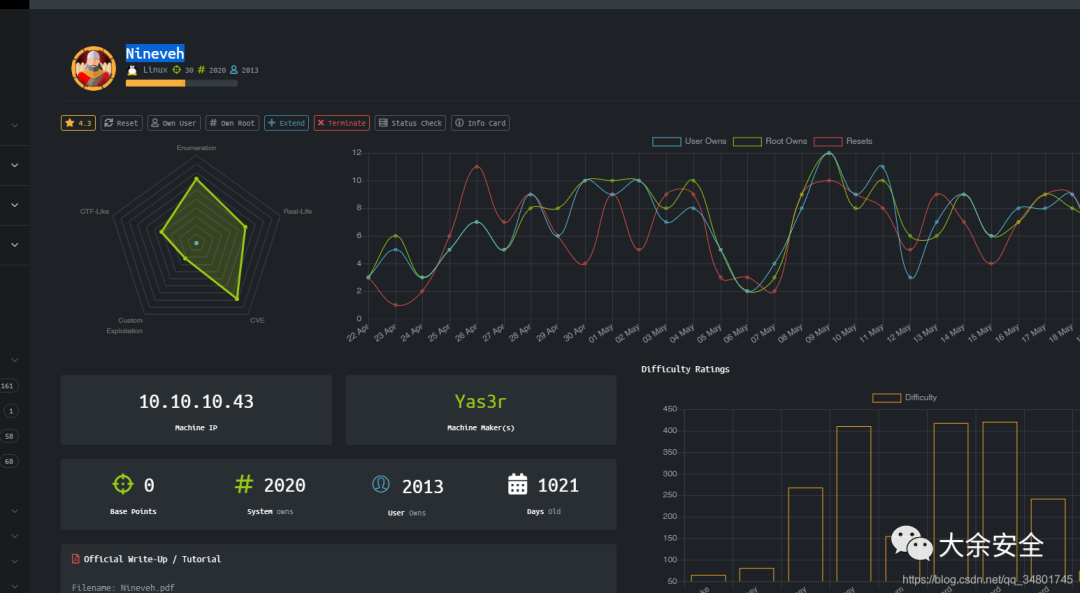 Nineveh
Linux 30 2020 2013
4.3 Reset Own User Own Root Extend Terminate Status Check Info Card
Enumeration
CTF-Like
Real-Life
Custom
Exploitation
CVE
User Owns Root Owns Resets
12
10
8
6
4
2
0
22 Apr 23 Apr 24 Apr 25 Apr 26 Apr 27 Apr 28 Apr 29 Apr 30 Apr 01 May 02 May 03 May 04 May 05 May 06 May 07 May 08 May 09 May 10 May 11 May 12 May 13 May 14 May 15 May 16 May 17 May 18 May
161
1
58
68
10.10.10.43
Machine IP
Yas3r
Machine Maker(s)
0
Base Points
2020
System owns
2013
User Owns
1021
Days Old
Official Write-Up / Tutorial
Filename: Nineveh.pdf
Difficulty Ratings
Difficulty
450
400
350
300
250
200
150
100
50
大余安全
https://blog.csdn.net/qq_34801745